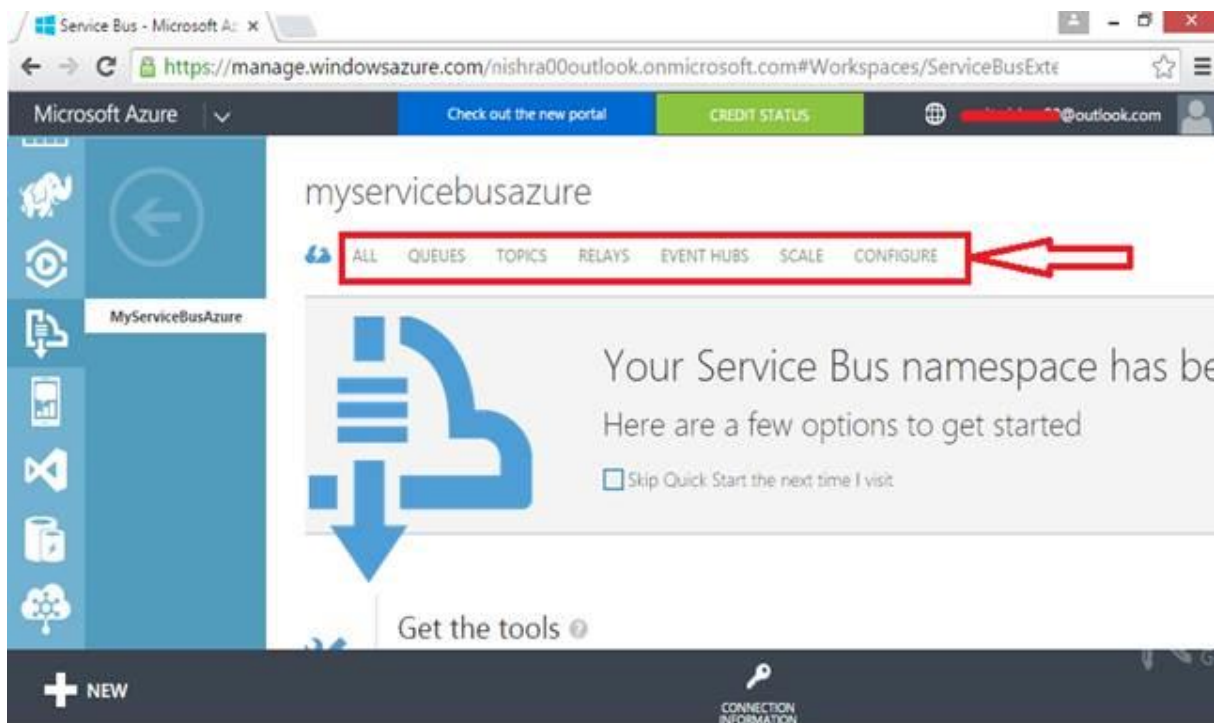 Service Bus - Microsoft Az
https://manage.windowsazure.com/nishra00outlook.onmicrosoft.com#Workspaces/ServiceBusExte
Microsoft Azure Check out the new portal CREDIT STATUS @outlook.com
myservicebusazure
ALL QUEUES TOPICS RELAYS EVENT HUBS SCALE CONFIGURE
MyServiceBusAzure
Your Service Bus namespace has be
Here are a few options to get started
Skip Quick Start the next time I visit
Get the tools
NEW
CONNECTION
INFORMATION